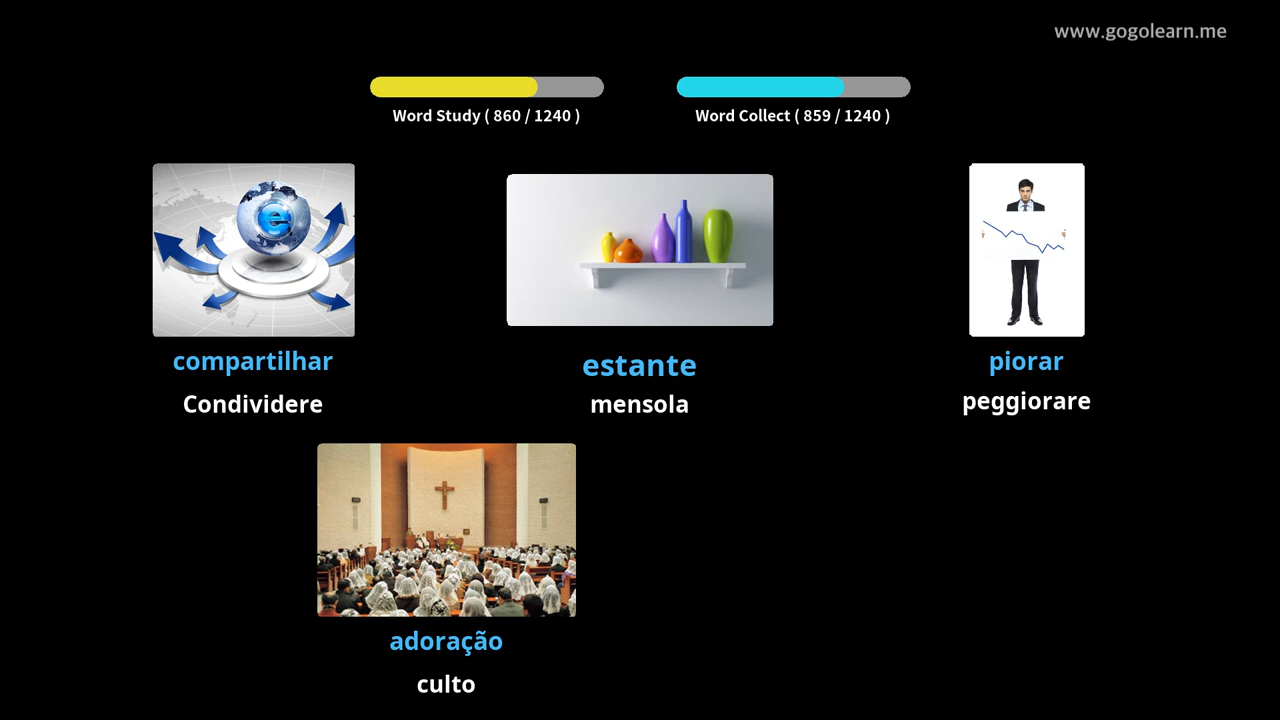 www.gogolearn.me
Word Study ( 860 / 1240 )
Word Collect ( 859 / 1240 )
e
compartilhar
Condividere
estante
mensola
piorar
peggiorare
adoração
culto